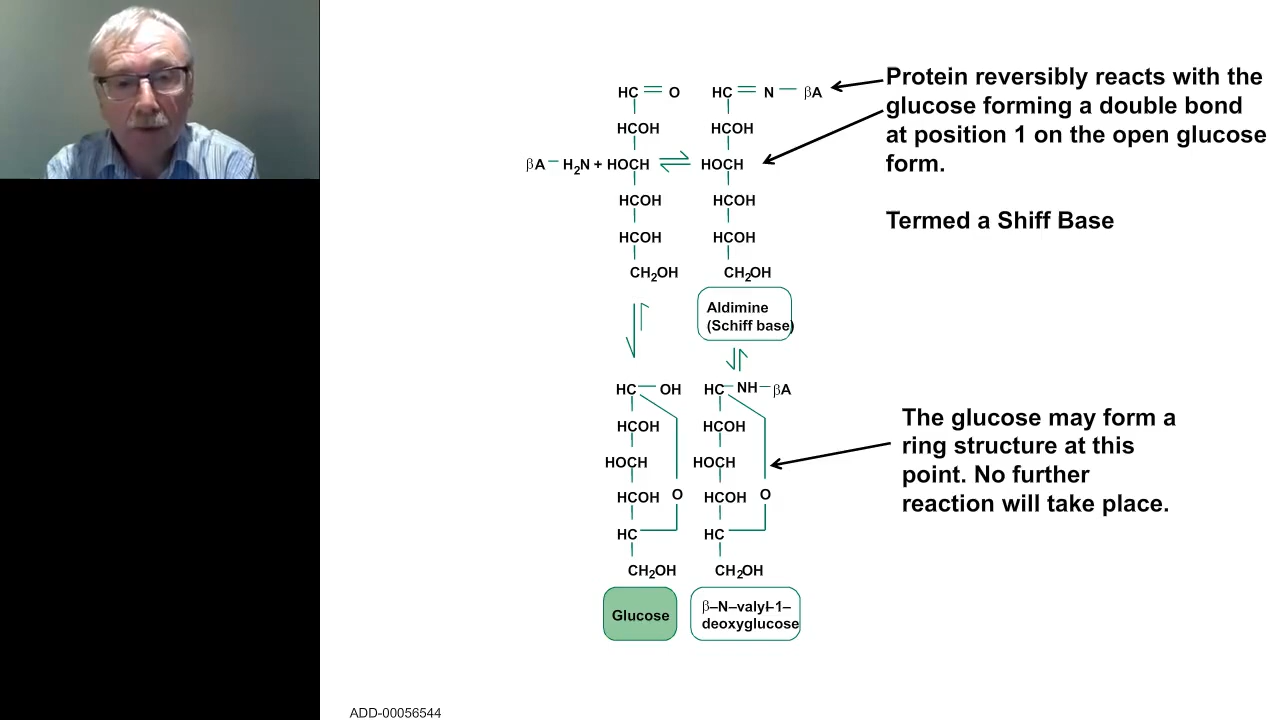 HC = O
HC = N — βA
Protein reversibly reacts with the
glucose forming a double bond
at position 1 on the open glucose
form.
HCOH
HCOH
βA — H₂N + HOCH
HOCH
HCOH
HCOH
Termed a Shiff Base
HCOH
HCOH
CH₂OH
CH₂OH
Aldimine
(Schiff base)
HC — OH
HC — NH — βA
The glucose may form a
ring structure at this
point. No further
reaction will take place.
HCOH
HCOH
HOCH
HOCH
HCOH O
HCOH O
HC
HC
CH₂OH
CH₂OH
Glucose
β–N–valyl-1–
deoxyglucose
ADD-00056544